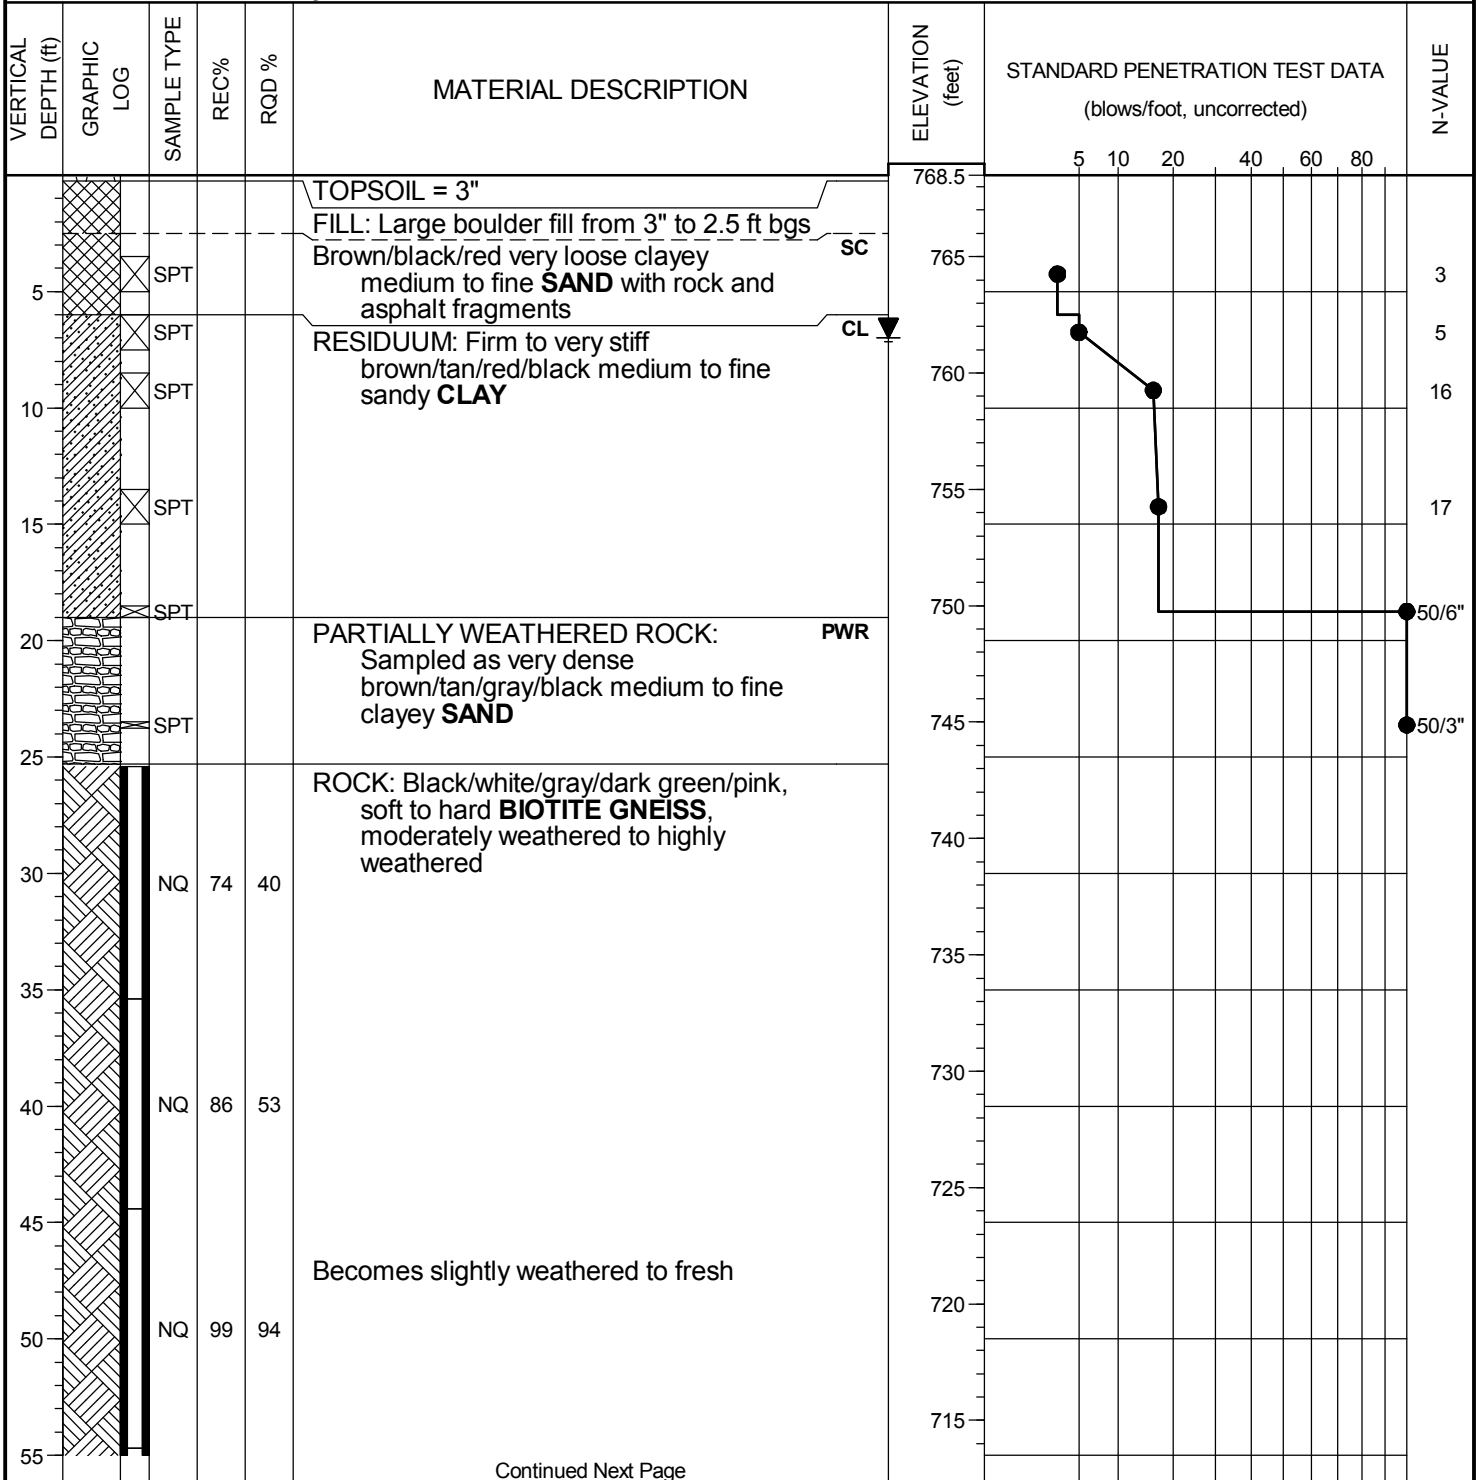 VERTICAL
DEPTH (ft)
GRAPHIC
LOG
SAMPLE TYPE
REC%
RQD %
MATERIAL DESCRIPTION
ELEVATION
(feet)
STANDARD PENETRATION TEST DATA
(blows/foot, uncorrected)
5 10 20 40 60 80
N-VALUE
768.5
TOPSOIL = 3"
FILL: Large boulder fill from 3" to 2.5 ft bgs
SC
Brown/black/red very loose clayey
medium to fine SAND with rock and
asphalt fragments
765
SPT
3
5
CL
SPT
5
RESIDUUM: Firm to very stiff
brown/tan/red/black medium to fine
sandy CLAY
760
SPT
16
10
755
SPT
17
15
750
SPT
50/6"
20
PARTIALLY WEATHERED ROCK:
PWR
Sampled as very dense
brown/tan/gray/black medium to fine
clayey SAND
745
SPT
50/3"
25
ROCK: Black/white/gray/dark green/pink,
soft to hard BIOTITE GNEISS,
moderately weathered to highly
weathered
740
30
NQ 74 40
735
35
730
40
NQ 86 53
725
45
Becomes slightly weathered to fresh
720
50
NQ 99 94
715
55
Continued Next Page